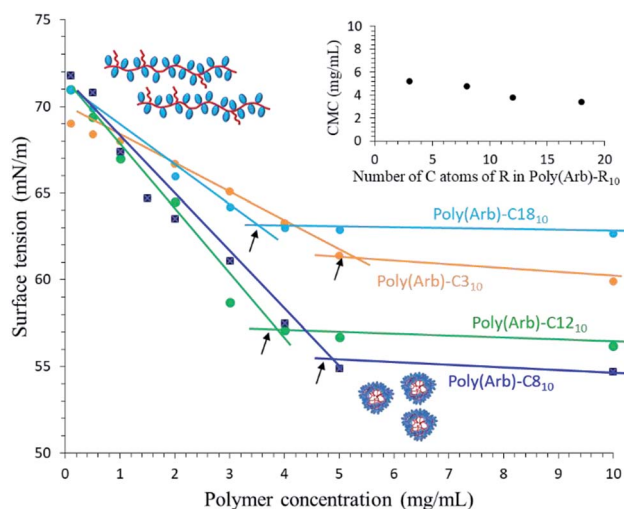 75
70
65
60
55
50
Surface tension (mN/m)
0 1 2 3 4 5 6 7 8 9 10
Polymer concentration (mg/mL)
10
8
6
4
2
0
CMC (mg/mL)
0 5 10 15 20
Number of C atoms of R in Poly(Arb)-R₁₀
Poly(Arb)-C18₁₀
Poly(Arb)-C3₁₀
Poly(Arb)-C12₁₀
Poly(Arb)-C8₁₀